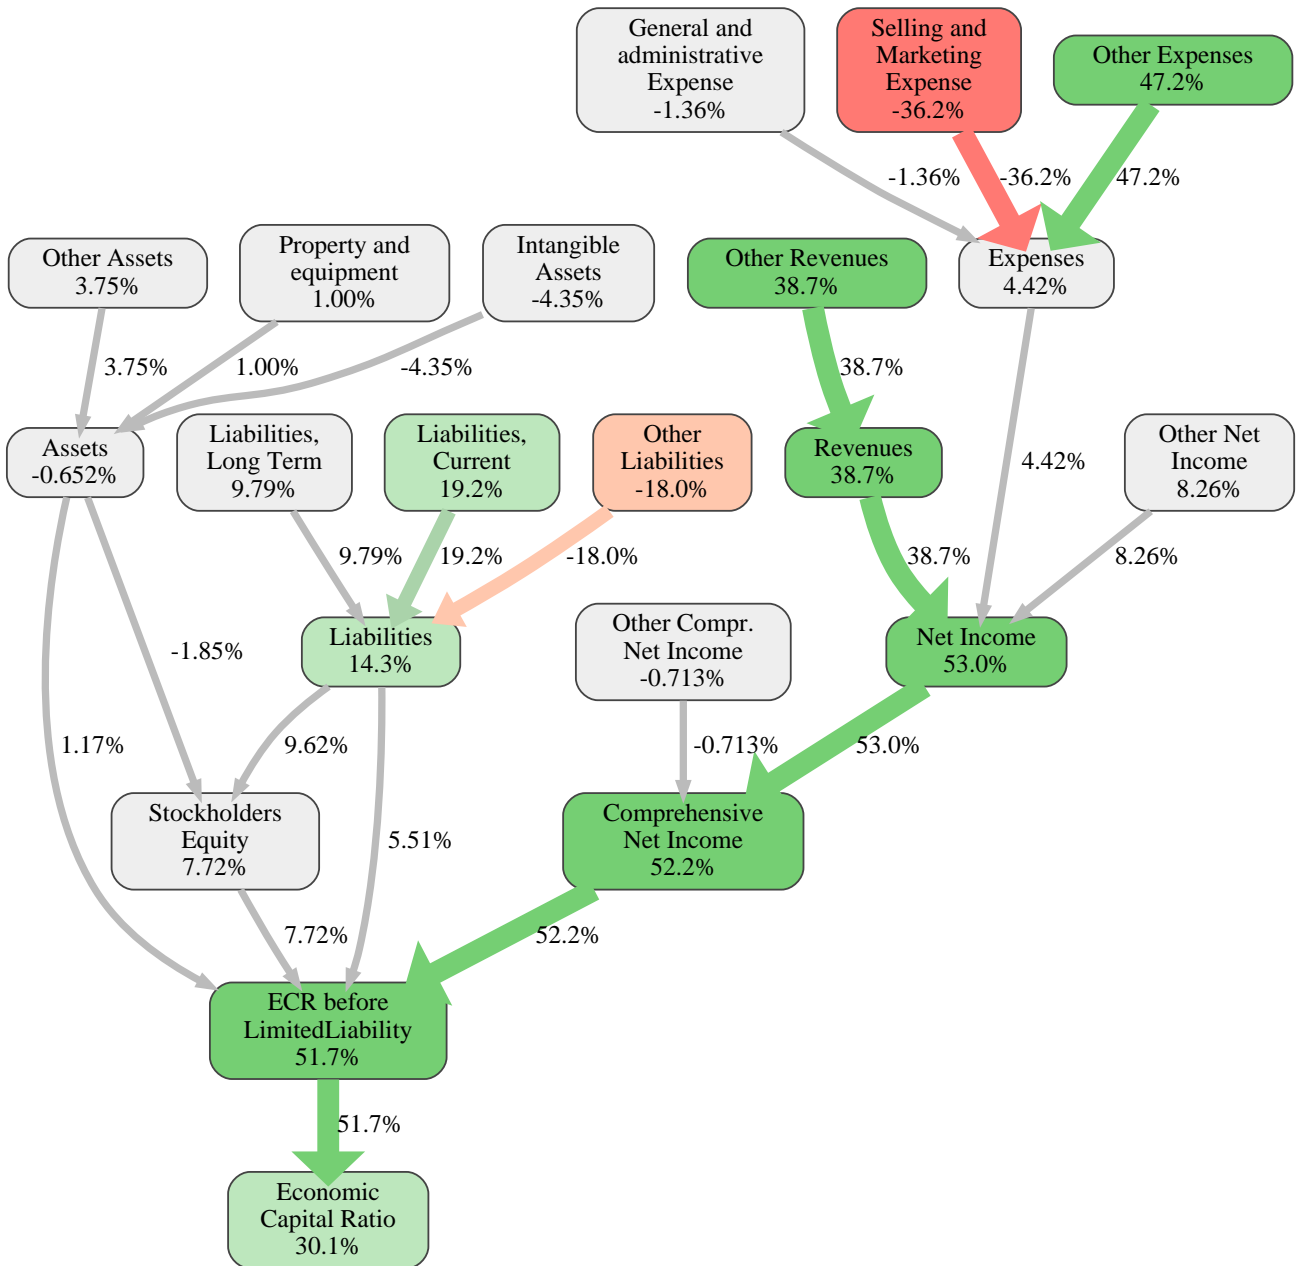 General and
administrative
Expense
-1.36%
Selling and
Marketing
Expense
-36.2%
Other Expenses
47.2%
-1.36%
-36.2%
47.2%
Other Assets
3.75%
Property and
equipment
1.00%
Intangible
Assets
-4.35%
Other Revenues
38.7%
Expenses
4.42%
3.75%
1.00%
-4.35%
38.7%
Assets
-0.652%
Liabilities,
Long Term
9.79%
Liabilities,
Current
19.2%
Other
Liabilities
-18.0%
Revenues
38.7%
4.42%
Other Net
Income
8.26%
9.79%
19.2%
-18.0%
38.7%
8.26%
-1.85%
Liabilities
14.3%
Other Compr.
Net Income
-0.713%
Net Income
53.0%
1.17%
9.62%
-0.713%
53.0%
Stockholders
Equity
7.72%
5.51%
Comprehensive
Net Income
52.2%
7.72%
52.2%
ECR before
LimitedLiability
51.7%
51.7%
Economic
Capital Ratio
30.1%